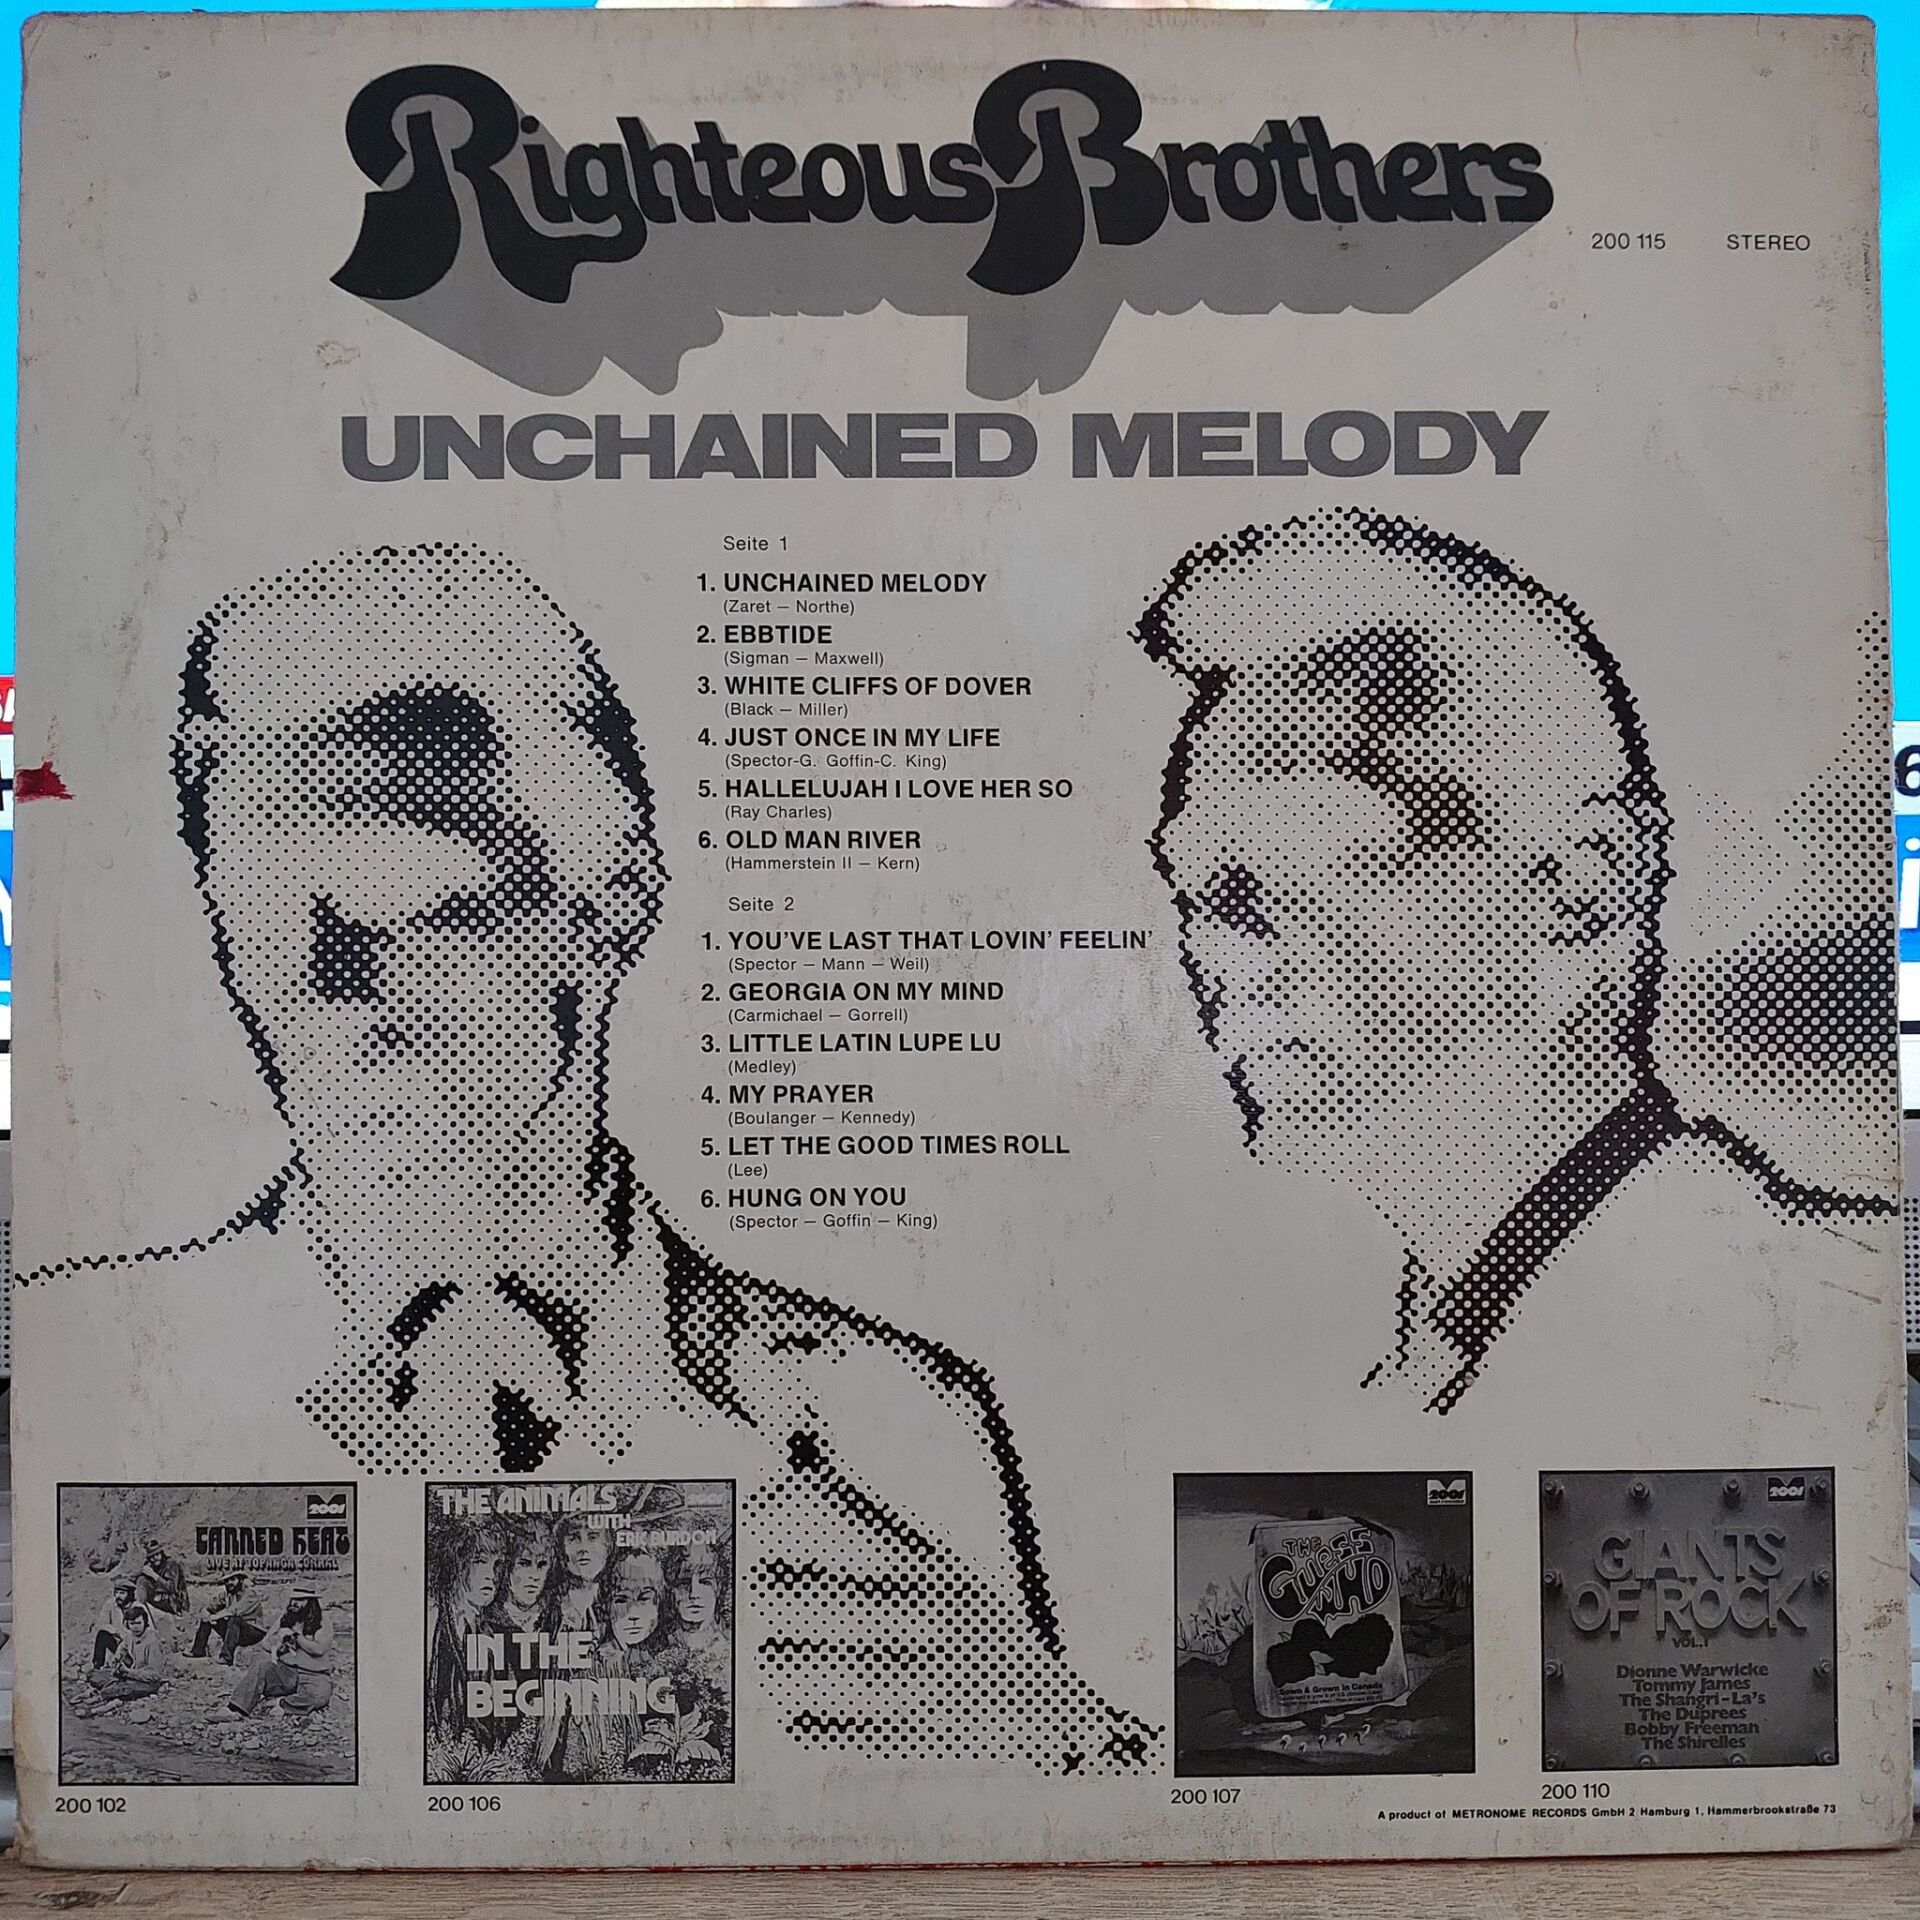 Righteous Brothers
200 115 STEREO
UNCHAINED MELODY
Seite 1
1. UNCHAINED MELODY
(Zaret – Northe)
2. EBBTIDE
(Sigman – Maxwell)
3. WHITE CLIFFS OF DOVER
(Black – Miller)
4. JUST ONCE IN MY LIFE
(Spector-G. Goffin-C. King)
5. HALLELUJAH I LOVE HER SO
(Ray Charles)
6. OLD MAN RIVER
(Hammerstein II – Kern)
Seite 2
1. YOU'VE LAST THAT LOVIN' FEELIN'
(Spector – Mann – Weil)
2. GEORGIA ON MY MIND
(Carmichael – Gorrell)
3. LITTLE LATIN LUPE LU
(Medley)
4. MY PRAYER
(Boulanger – Kennedy)
5. LET THE GOOD TIMES ROLL
(Lee)
6. HUNG ON YOU
(Spector – Goffin – King)
2001
CANNED HEAT
LIVE AT TOPANGA CORRAL
200 102
THE ANIMALS
WITH
ERIC BURDON
IN THE
BEGINNING
200 106
2001
THE
GUESS
WHO
Sown & Grown in Canada
200 107
2001
GIANTS
OF ROCK
VOL. 1
Dionne Warwicke
Tommy James
The Shangri-La's
The Duprees
Bobby Freeman
The Shirelles
200 110
A product of METRONOME RECORDS GmbH 2 Hamburg 1, Hammerbrookstraße 73